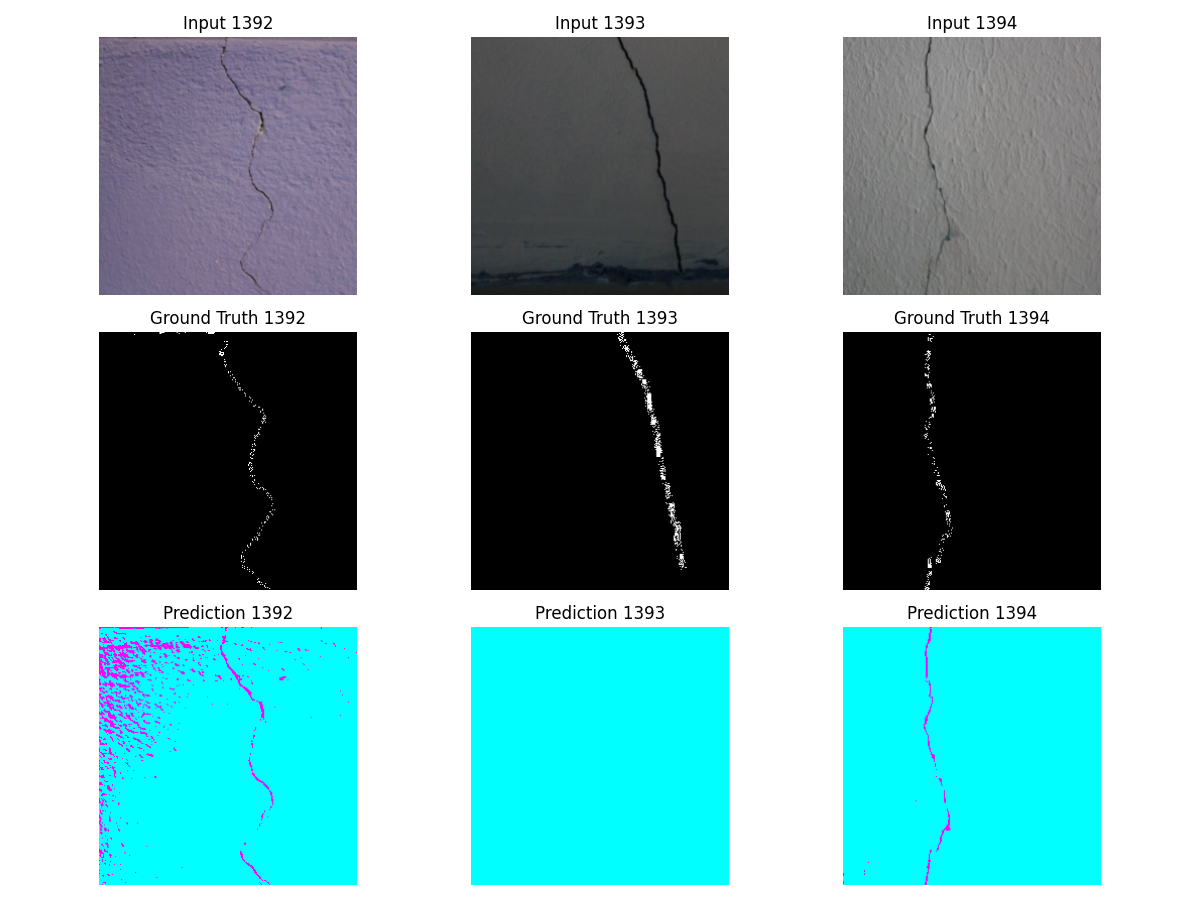 Input 1392
Input 1393
Input 1394
Ground Truth 1392
Ground Truth 1393
Ground Truth 1394
Prediction 1392
Prediction 1393
Prediction 1394